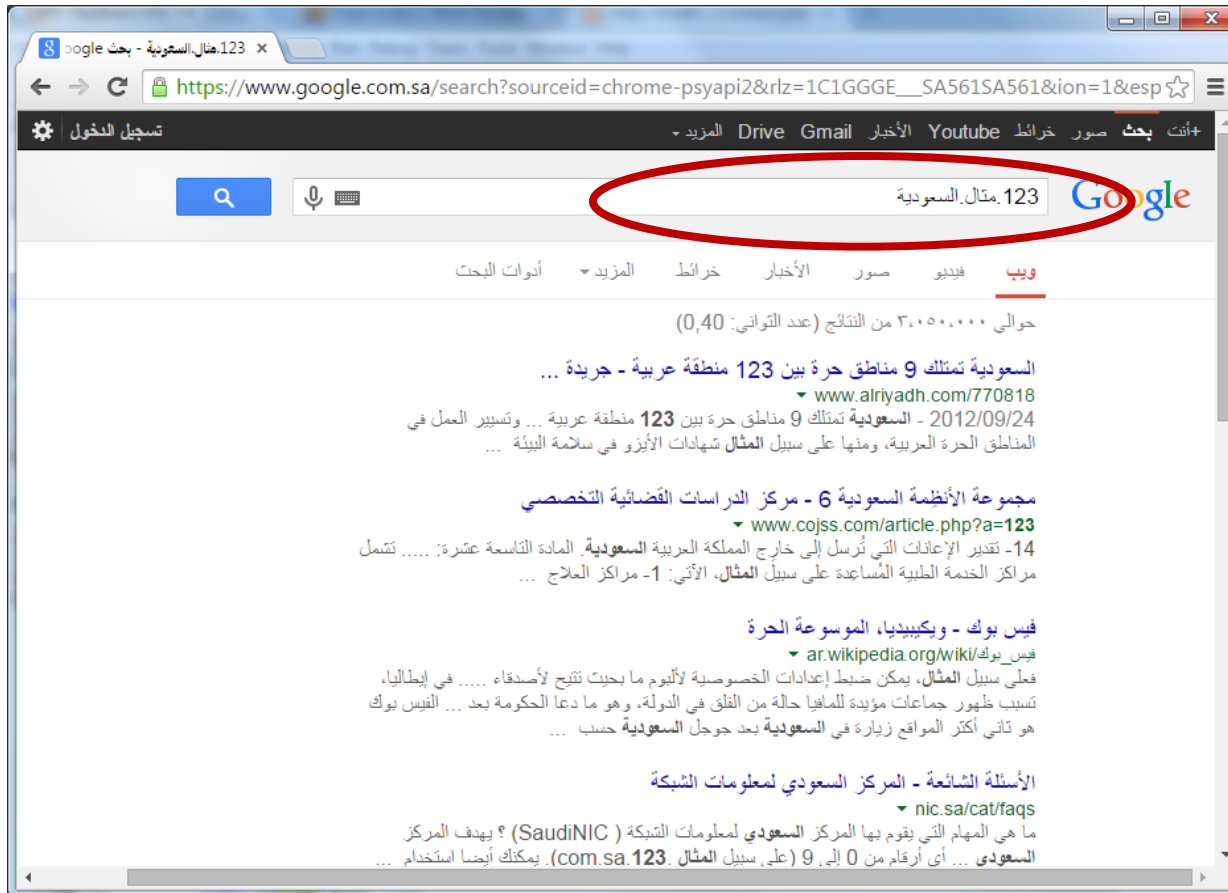 123.مثال.السعودية - بحث Google
https://www.google.com.sa/search?sourceid=chrome-psyapi2&rlz=1C1GGGE___SA561SA561&ion=1&esp
+أنت بحث صور خرائط Youtube الأخبار Gmail Drive المزيد تسجيل الدخول
Google
123.مثال.السعودية
ويب فيديو صور الأخبار خرائط المزيد أدوات البحث
حوالي ٣،٠٥٠،٠٠٠ من النتائج (عدد الثواني: 0,40)
السعودية تمتلك 9 مناطق حرة بين 123 منطقة عربية - جريدة ...
www.alriyadh.com/770818
2012/09/24 - السعودية تمتلك 9 مناطق حرة بين 123 منطقة عربية ... وتسيير العمل في
المناطق الحرة العربية، ومنها على سبيل المثال شهادات الأيزو في سلامة البيئة ...
مجموعة الأنظِمة السعودية 6 - مركز الدراسات القضائية التخصصي
www.cojss.com/article.php?a=123
14- تقدير الإعانات التي تُرسل إلى خارج المملكة العربية السعودية. المادة التاسعة عشرة: ..... تشمل
مراكز الخدمة الطبية المُساعِدة على سبيل المثال، الآتي: 1- مراكز العلاج ...
فيس بوك - ويكيبيديا، الموسوعة الحرة
ar.wikipedia.org/wiki/فيس_بوك
فعلى سبيل المثال، يمكن ضبط إعدادات الخصوصية لألبوم ما بحيث تتيح لأصدقاء ..... في إيطاليا،
تسبب ظهور جماعات مؤيدة للمافيا حالة من القلق في الدولة، وهو ما دعا الحكومة بعد ... الفيس بوك
هو ثاني أكثر المواقع زيارة في السعودية بعد جوجل السعودية حسب ...
الأسئلة الشائعة - المركز السعودي لمعلومات الشبكة
nic.sa/cat/faqs
ما هي المهام التي يقوم بها المركز السعودي لمعلومات الشبكة ( SaudiNIC) ؟ يهدف المركز
السعودي ... أي أرقام من 0 إلى 9 (على سبيل المثال .com.sa.123). يمكنك أيضا استخدام ...